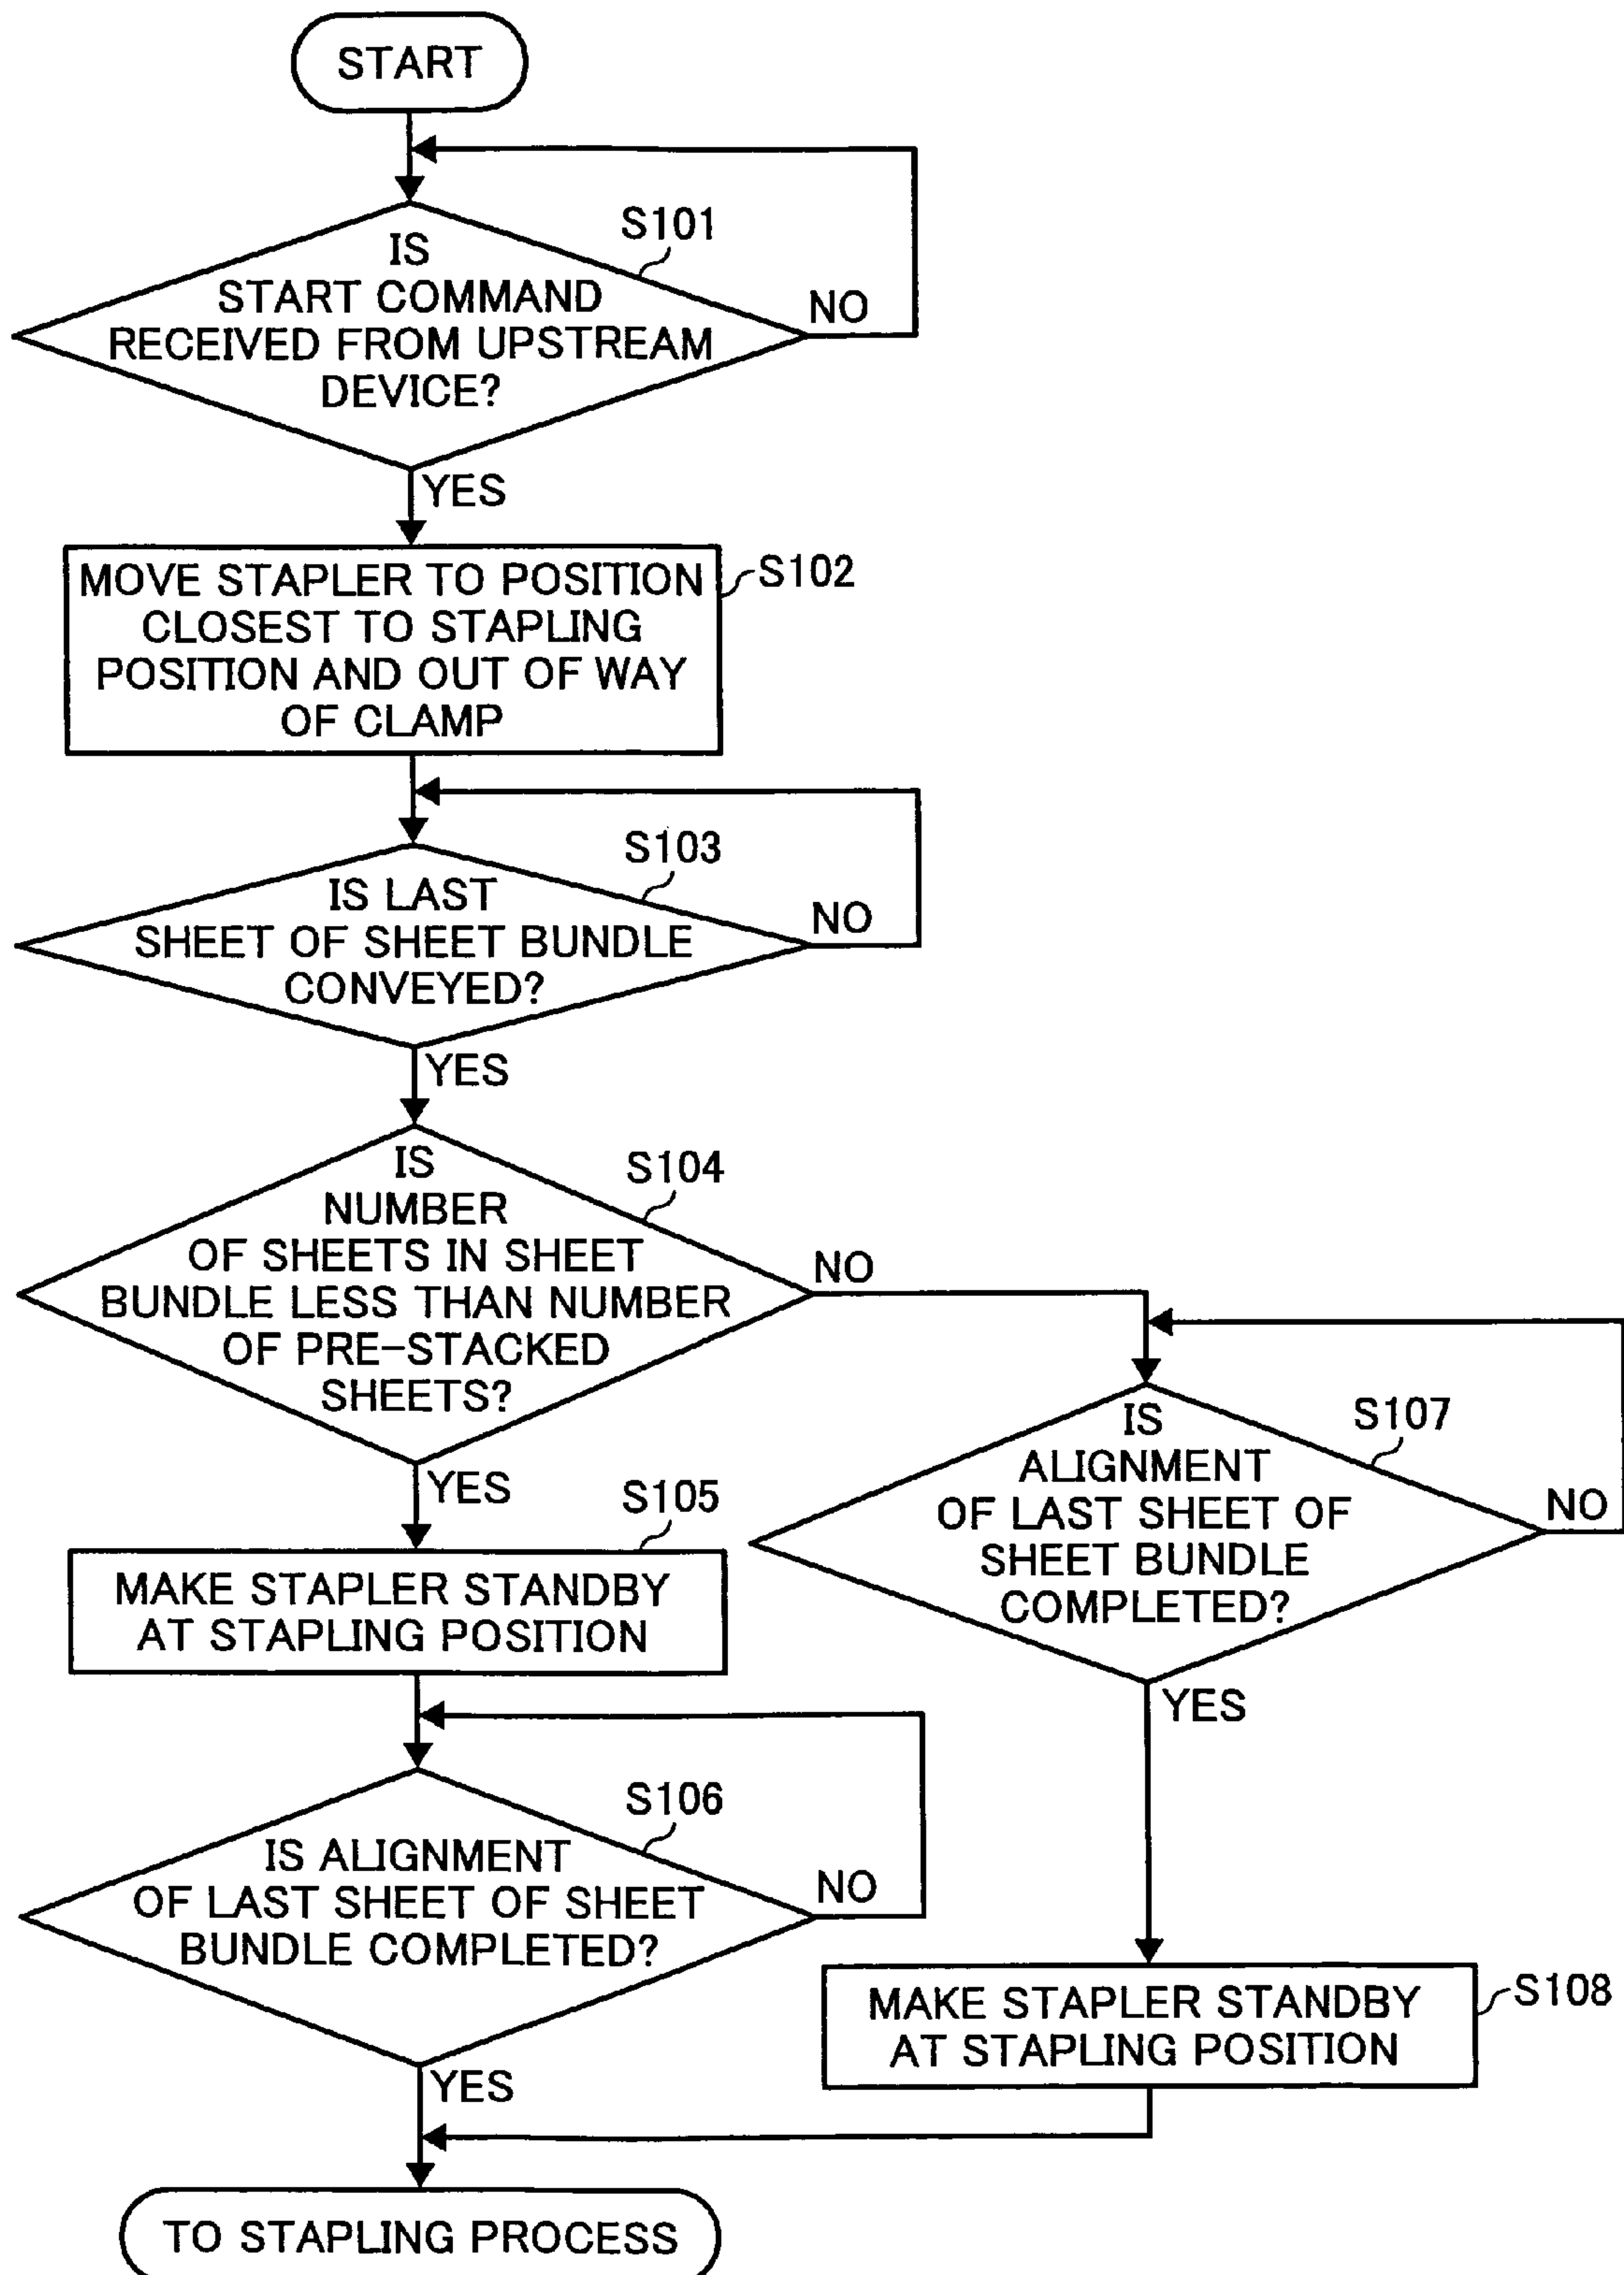 START
S101
IS
START COMMAND
RECEIVED FROM UPSTREAM
DEVICE?
NO
YES
S102
MOVE STAPLER TO POSITION
CLOSEST TO STAPLING
POSITION AND OUT OF WAY
OF CLAMP
S103
IS LAST
SHEET OF SHEET BUNDLE
CONVEYED?
NO
YES
S104
IS
NUMBER
OF SHEETS IN SHEET
BUNDLE LESS THAN NUMBER
OF PRE-STACKED
SHEETS?
NO
YES
S105
MAKE STAPLER STANDBY
AT STAPLING POSITION
S106
IS ALIGNMENT
OF LAST SHEET OF SHEET
BUNDLE COMPLETED?
NO
YES
S107
IS
ALIGNMENT
OF LAST SHEET OF
SHEET BUNDLE
COMPLETED?
NO
YES
S108
MAKE STAPLER STANDBY
AT STAPLING POSITION
TO STAPLING PROCESS